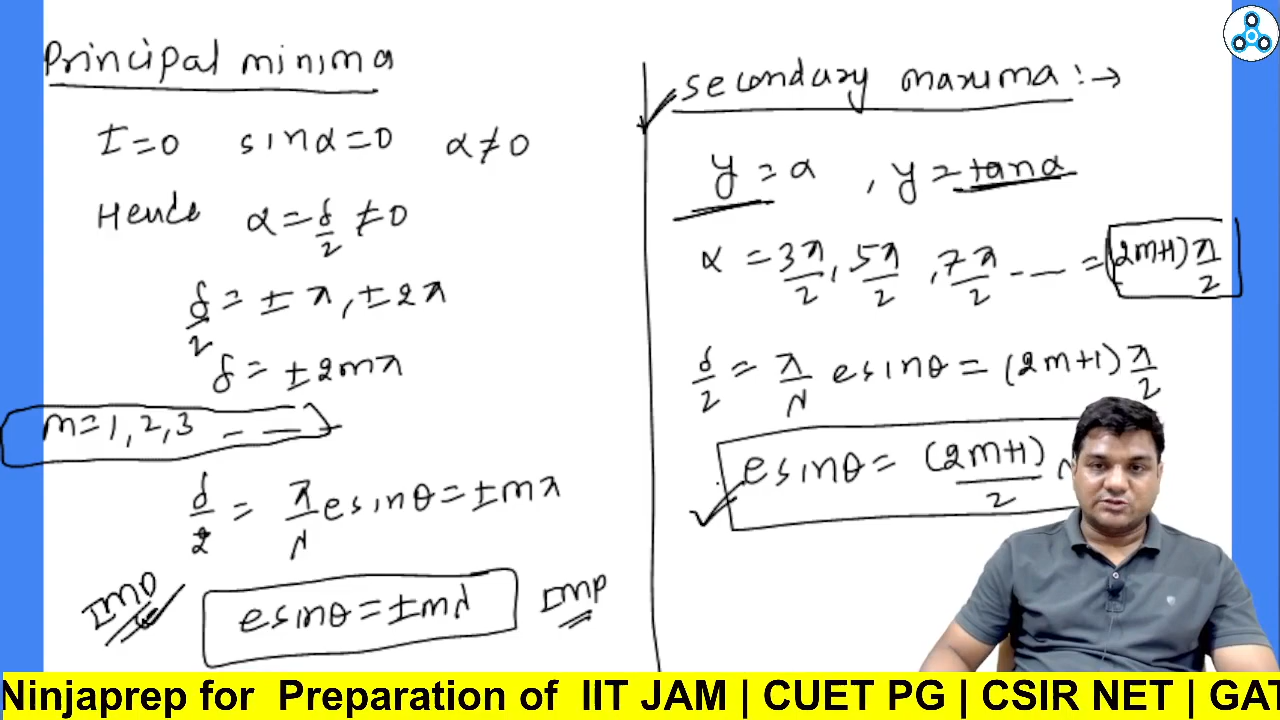 Principal minima
I=0 sinα=0 α≠0
Hence α=δ/2 ≠0
δ/2 = ±π, ±2π
δ= ±2mπ
m=1,2,3 - - -
δ/2 = π/λ e sinθ = ±mπ
IMP
esinθ = ±mλ
IMP
secondary maxima :→
y = α , y = tanα
α = 3π/2, 5π/2, 7π/2 - - - = (2m+1)π/2
δ/2 = π/λ esinθ = (2m+1)π/2
esinθ = (2m+1)/2
Ninjaprep for Preparation of IIT JAM | CUET PG | CSIR NET | GAT